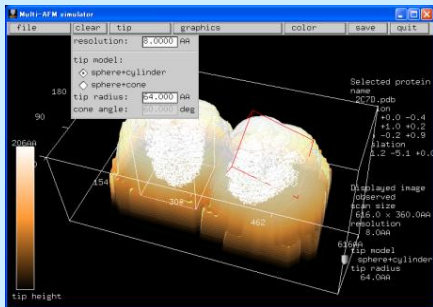 Multi-AFM simulator
file clear tip graphics color save quit
resolution: 8.0000 AA
tip model:
sphere+cylinder
sphere+cone
tip radius: 64.000 AA
cone angle: deg
180
90
206AA
154
308
462
616AA
tip height
Selected protein
name
2C7D.pdb
+0.0 -0.4
+1.0 +0.2
-0.2 +0.9
1.2 -5.1 +0.
Displayed image
observed
scan size
616.0 x 360.0AA
resolution
8.0AA
tip model
sphere+cylinder
tip radius
64.0AA